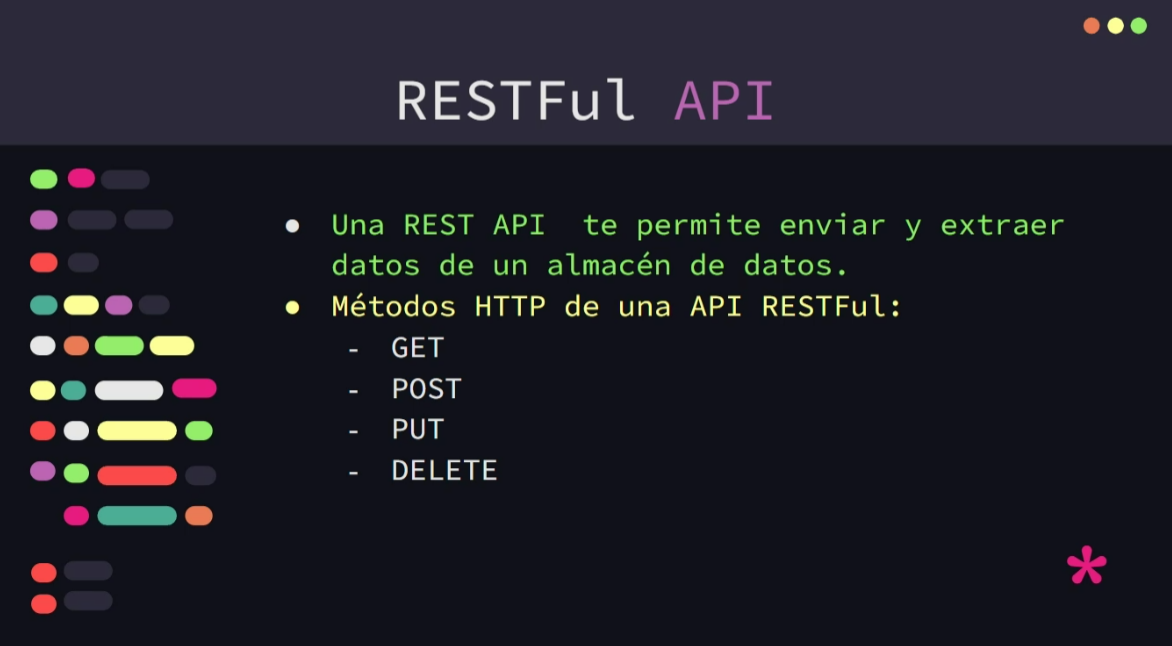 RESTFul API
● Una REST API te permite enviar y extraer
datos de un almacén de datos.
● Métodos HTTP de una API RESTFul:
- GET
- POST
- PUT
- DELETE
*